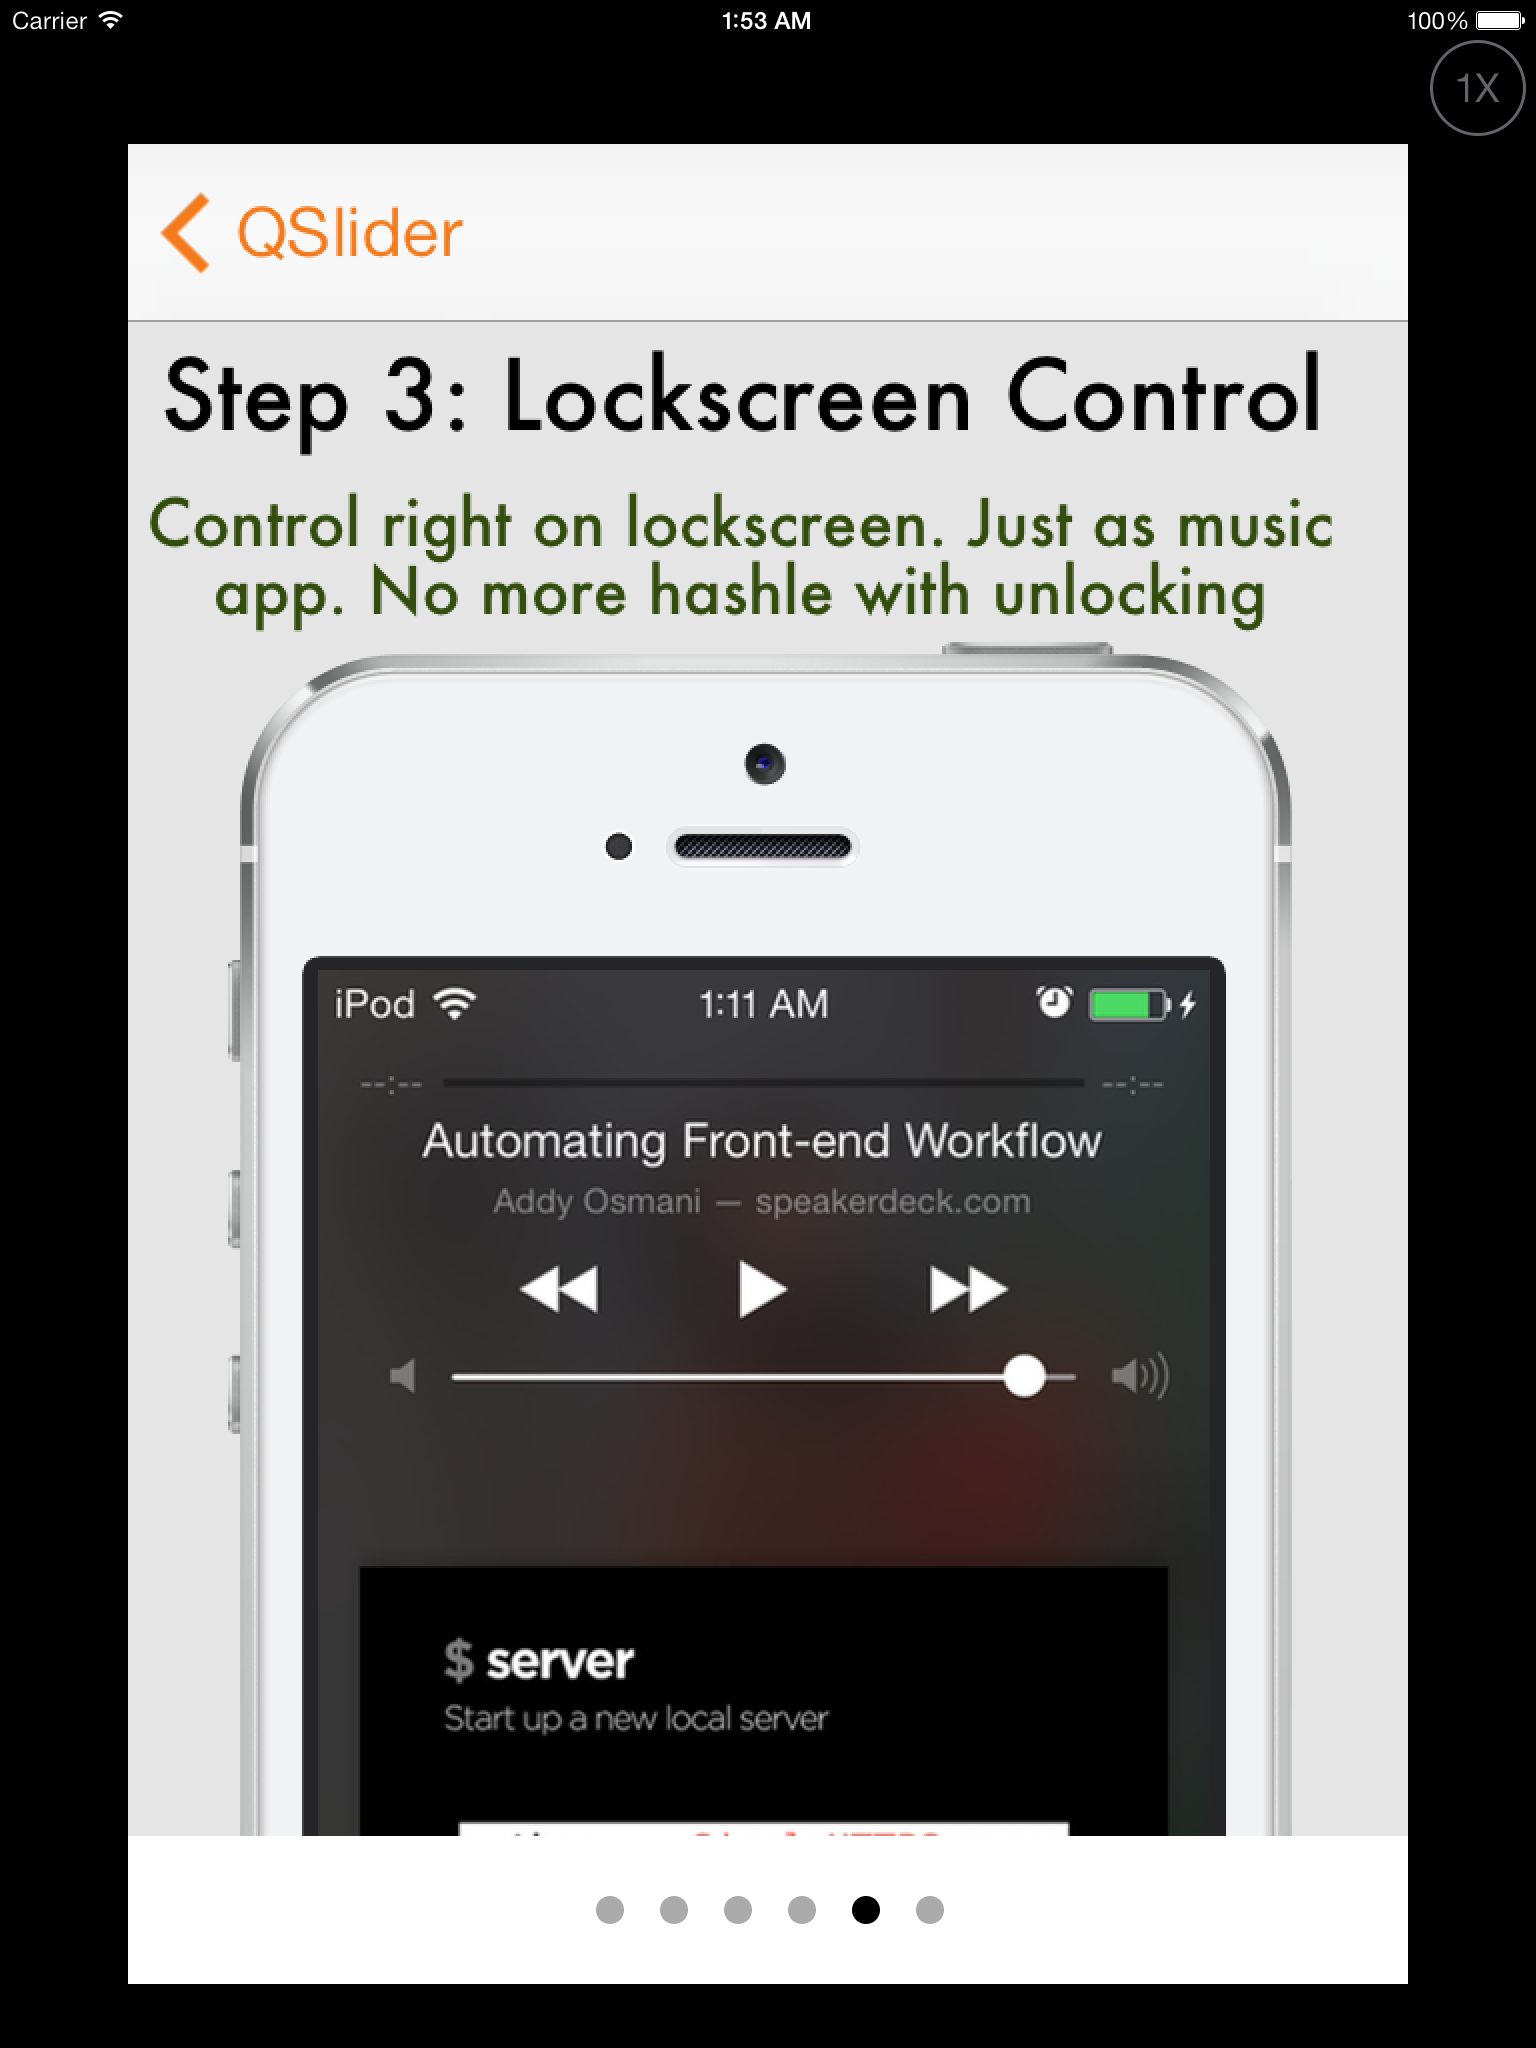 Carrier 1:53 AM 100%
1X
QSlider
Step 3: Lockscreen Control
Control right on lockscreen. Just as music
app. No more hashle with unlocking
iPod 1:11 AM
--:-- --:--
Automating Front-end Workflow
Addy Osmani — speakerdeck.com
$ server
Start up a new local server